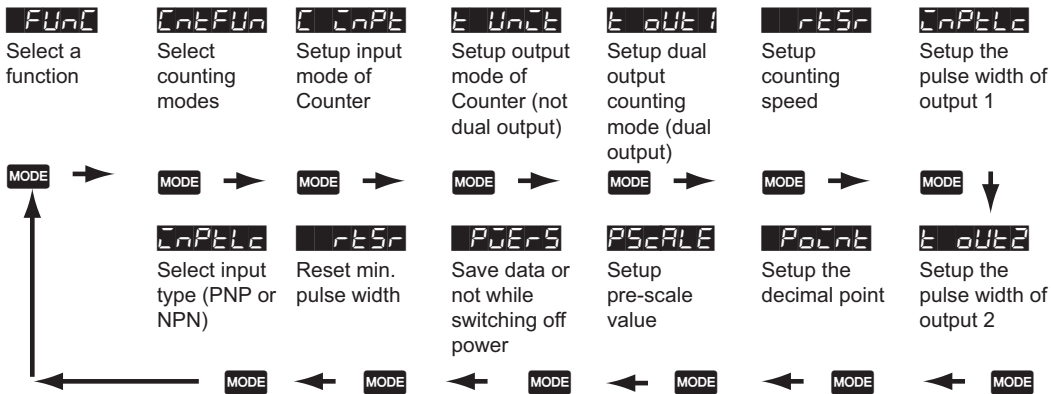 FUnC
Select a
function
CntFUn
Select
counting
modes
C inPt
Setup input
mode of
Counter
t Unit
Setup output
mode of
Counter (not
dual output)
t oUt 1
Setup dual
output
counting
mode (dual
output)
rtSr
Setup
counting
speed
inPtLc
Setup the
pulse width of
output 1
MODE
MODE
MODE
MODE
MODE
MODE
MODE
inPtLc
Select input
type (PNP or
NPN)
rtSr
Reset min.
pulse width
PWErS
Save data or
not while
switching off
power
PScALE
Setup
pre-scale
value
Point
Setup the
decimal point
t oUt2
Setup the
pulse width of
output 2
MODE
MODE
MODE
MODE
MODE
MODE